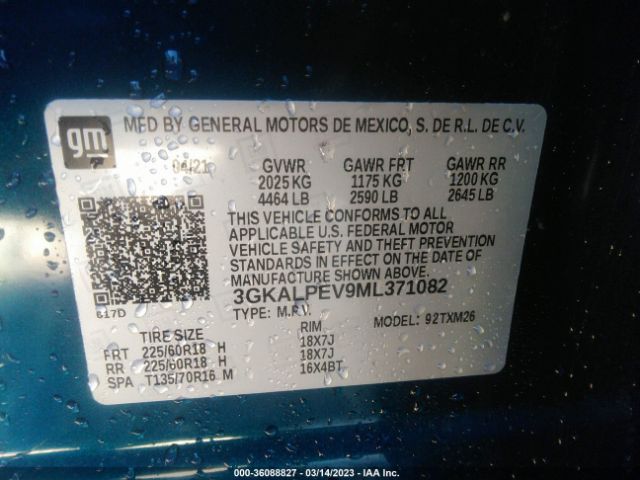 gm
MFD BY GENERAL MOTORS DE MEXICO, S. DE R.L. DE C.V.
04/21 GVWR GAWR FRT GAWR RR
2025 KG 1175 KG 1200 KG
4464 LB 2590 LB 2645 LB
THIS VEHICLE CONFORMS TO ALL
APPLICABLE U.S. FEDERAL MOTOR
VEHICLE SAFETY AND THEFT PREVENTION
STANDARDS IN EFFECT ON THE DATE OF
MANUFACTURE SHOWN ABOVE.
3GKALPEV9ML371082
617D TYPE: M.P.V. MODEL: 92TXM26
TIRE SIZE RIM
FRT 225/60R18 H 18X7J
RR 225/60R18 H 18X7J
SPA T135/70R16 M 16X4BT
000-36088827 - 03/14/2023 - IAA Inc.